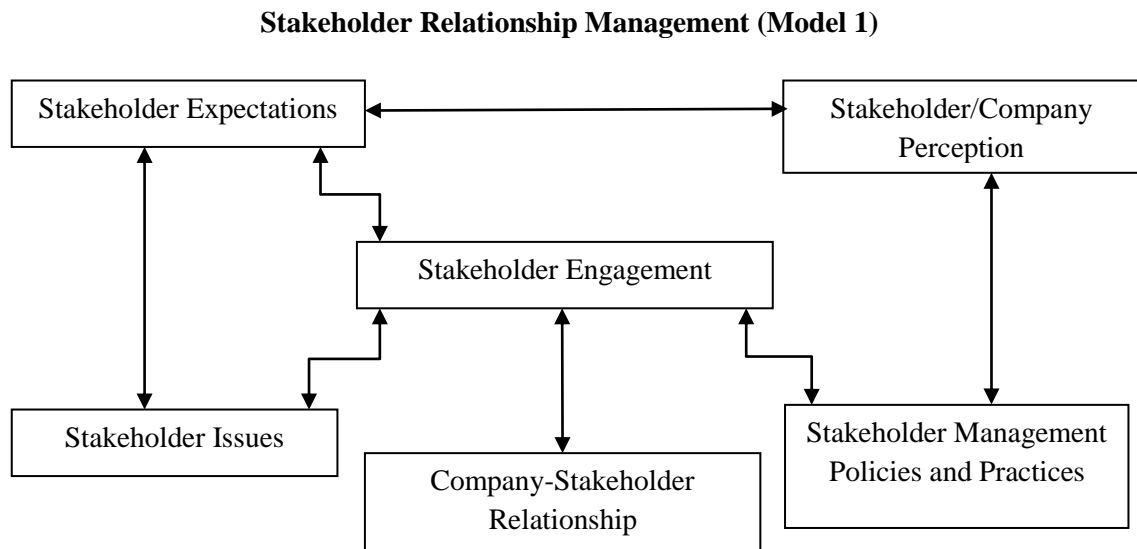 Stakeholder Relationship Management (Model 1)
Stakeholder Expectations
Stakeholder/Company
Perception
Stakeholder Engagement
Stakeholder Issues
Stakeholder Management
Policies and Practices
Company-Stakeholder
Relationship